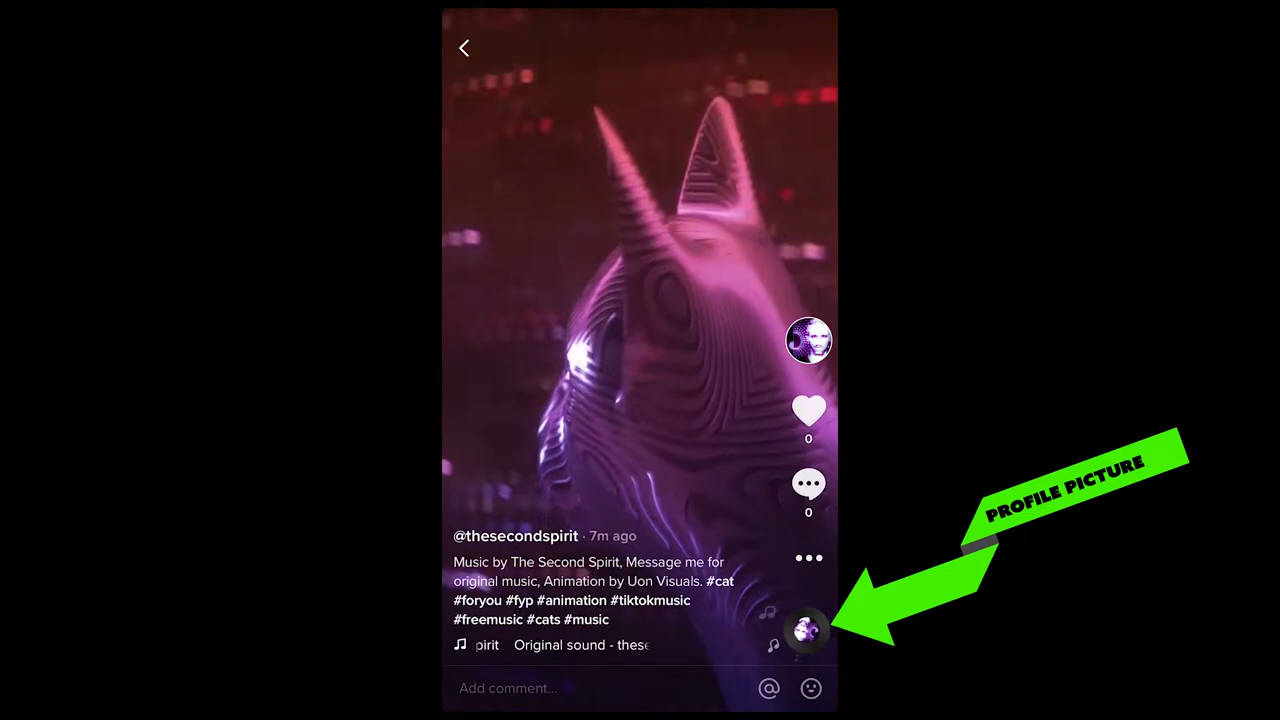 0
0
@thesecondspirit · 7m ago
Music by The Second Spirit, Message me for
original music, Animation by Uon Visuals. #cat
#foryou #fyp #animation #tiktokmusic
#freemusic #cats #music
pirit Original sound - these
Add comment...
PROFILE PICTURE